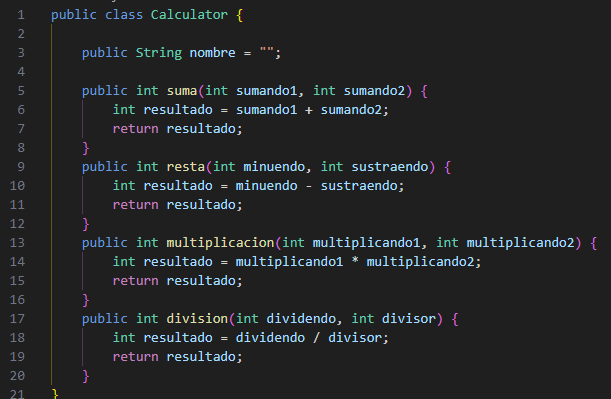 1 public class Calculator {
2
3 public String nombre = "";
4
5 public int suma(int sumando1, int sumando2) {
6 int resultado = sumando1 + sumando2;
7 return resultado;
8 }
9 public int resta(int minuendo, int sustraendo) {
10 int resultado = minuendo - sustraendo;
11 return resultado;
12 }
13 public int multiplicacion(int multiplicando1, int multiplicando2) {
14 int resultado = multiplicando1 * multiplicando2;
15 return resultado;
16 }
17 public int division(int dividendo, int divisor) {
18 int resultado = dividendo / divisor;
19 return resultado;
20 }
21 }